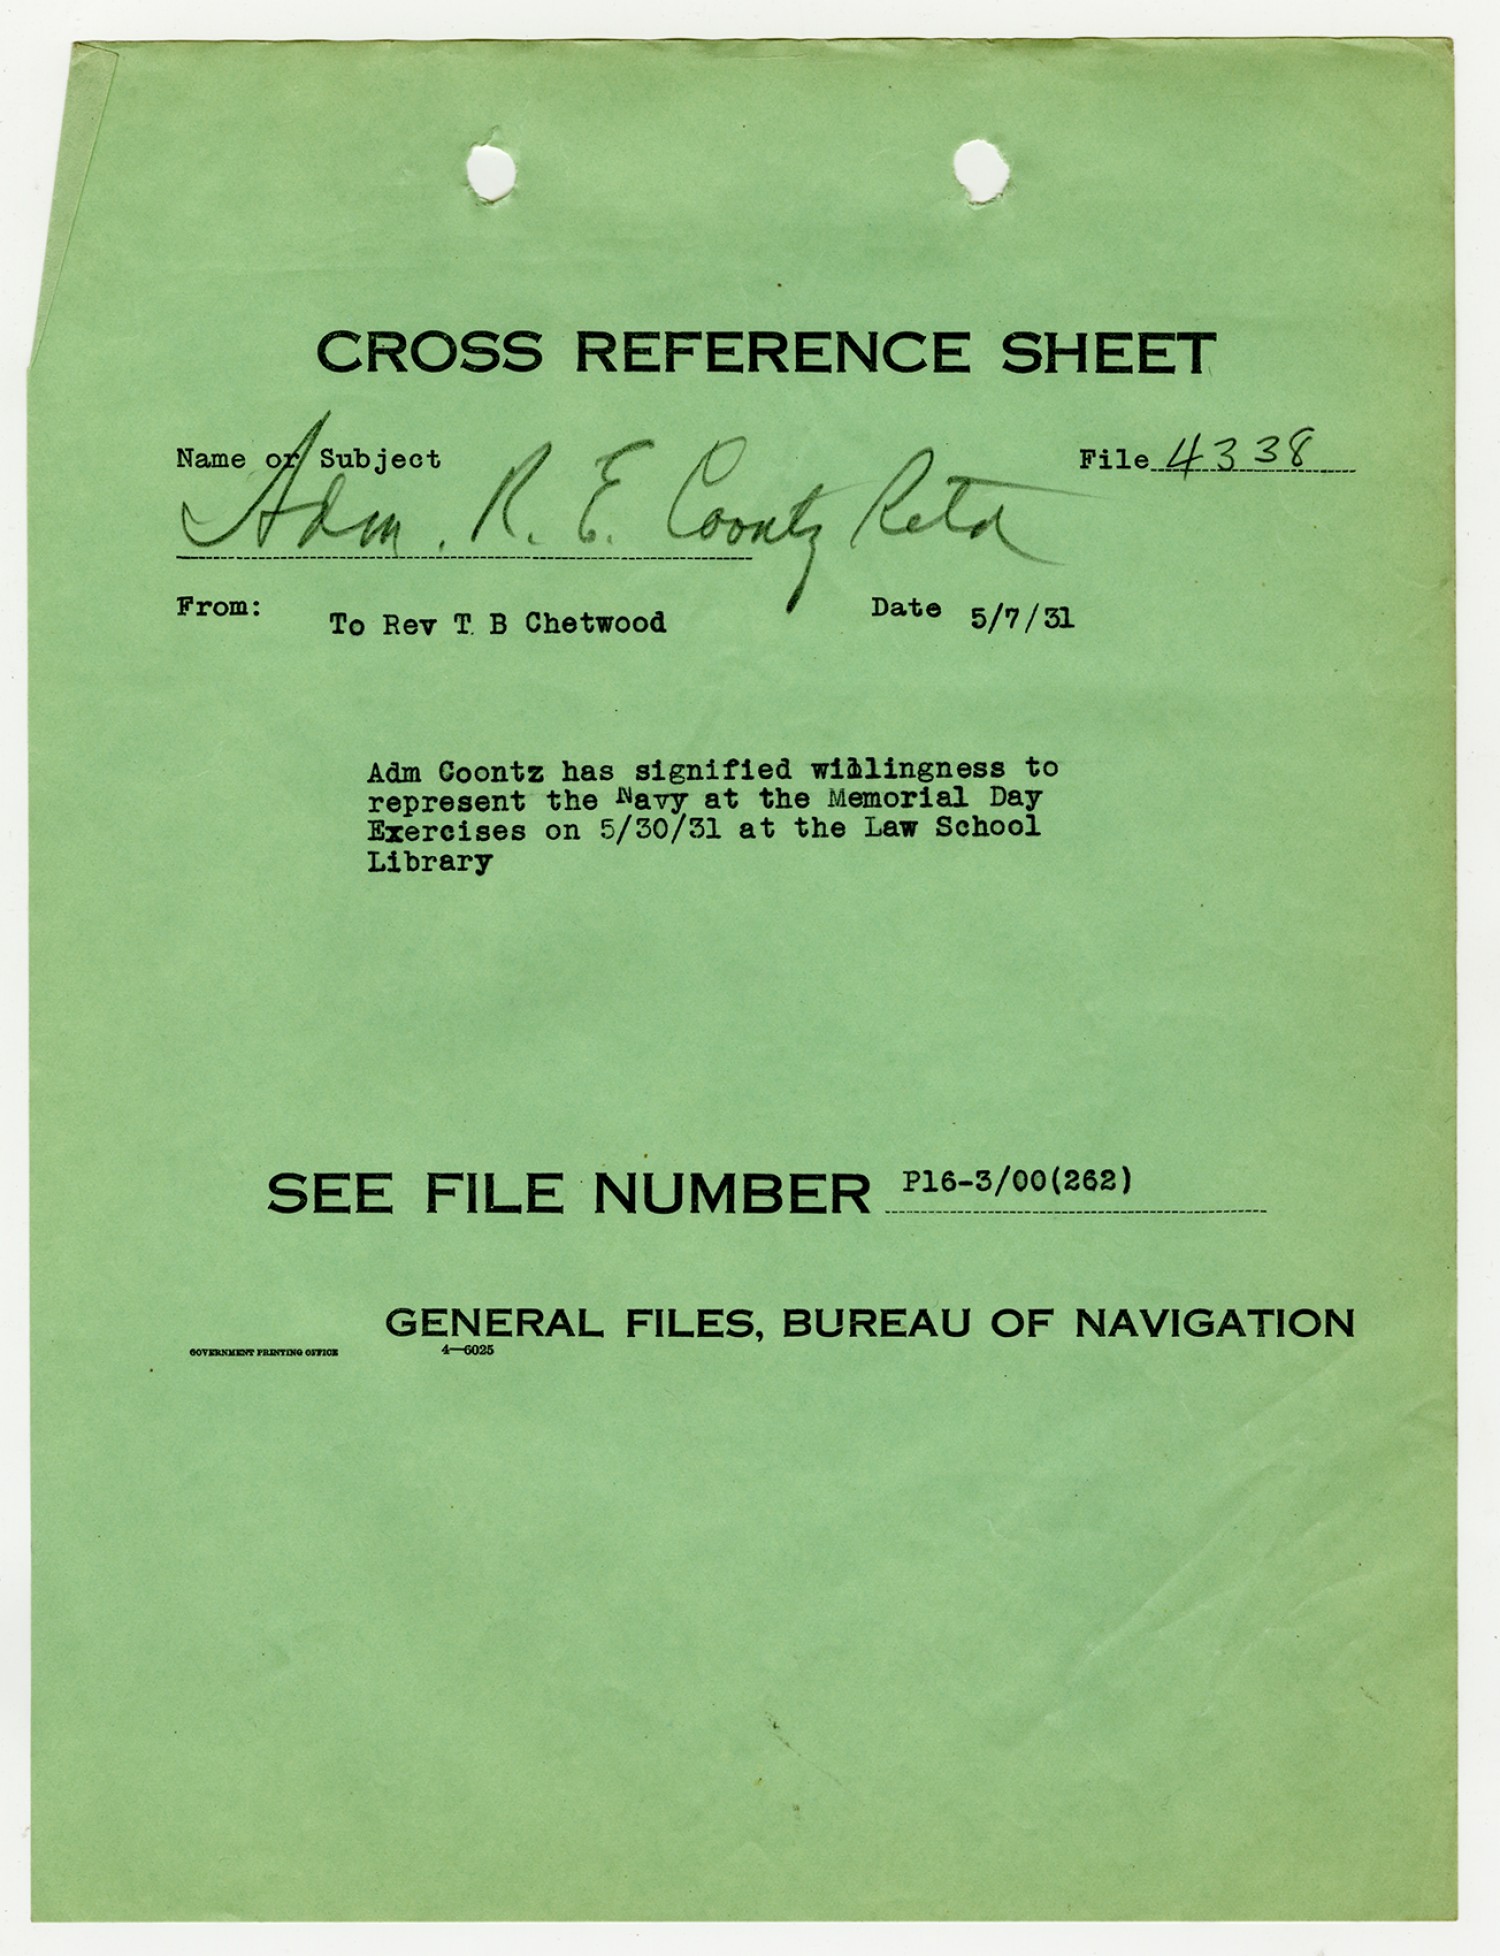 CROSS REFERENCE SHEET
Name or Subject File 4338
Adm. R. E. Coontz Retd
From: To Rev T. B Chetwood Date 5/7/31
Adm Coontz has signified willingness to
represent the Navy at the Memorial Day
Exercises on 5/30/31 at the Law School
Library
SEE FILE NUMBER P16-3/00(262)
GENERAL FILES, BUREAU OF NAVIGATION
GOVERNMENT PRINTING OFFICE 4—6025